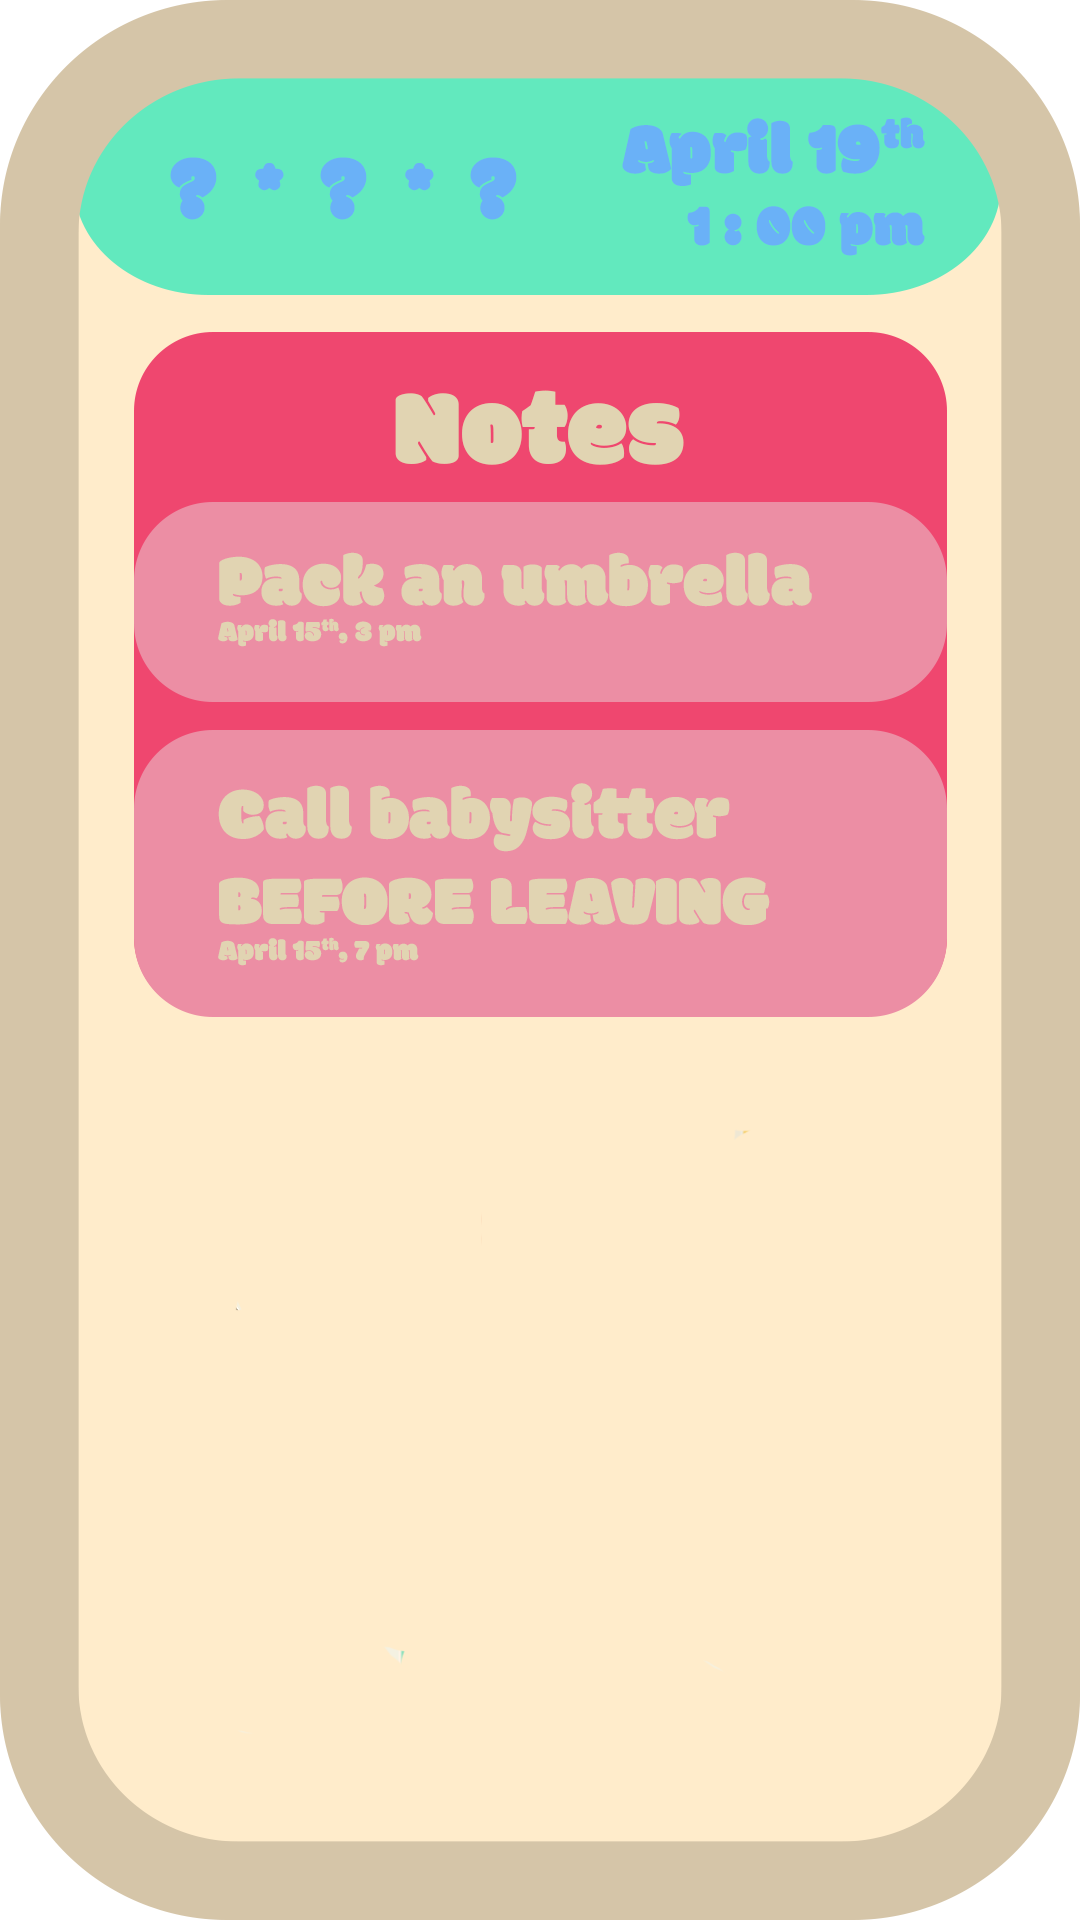 ? * ? * ?
April 19th
1 : 00 pm
Notes
Pack an umbrella
April 15th, 3 pm
Call babysitter
BEFORE LEAVING
April 15th, 7 pm